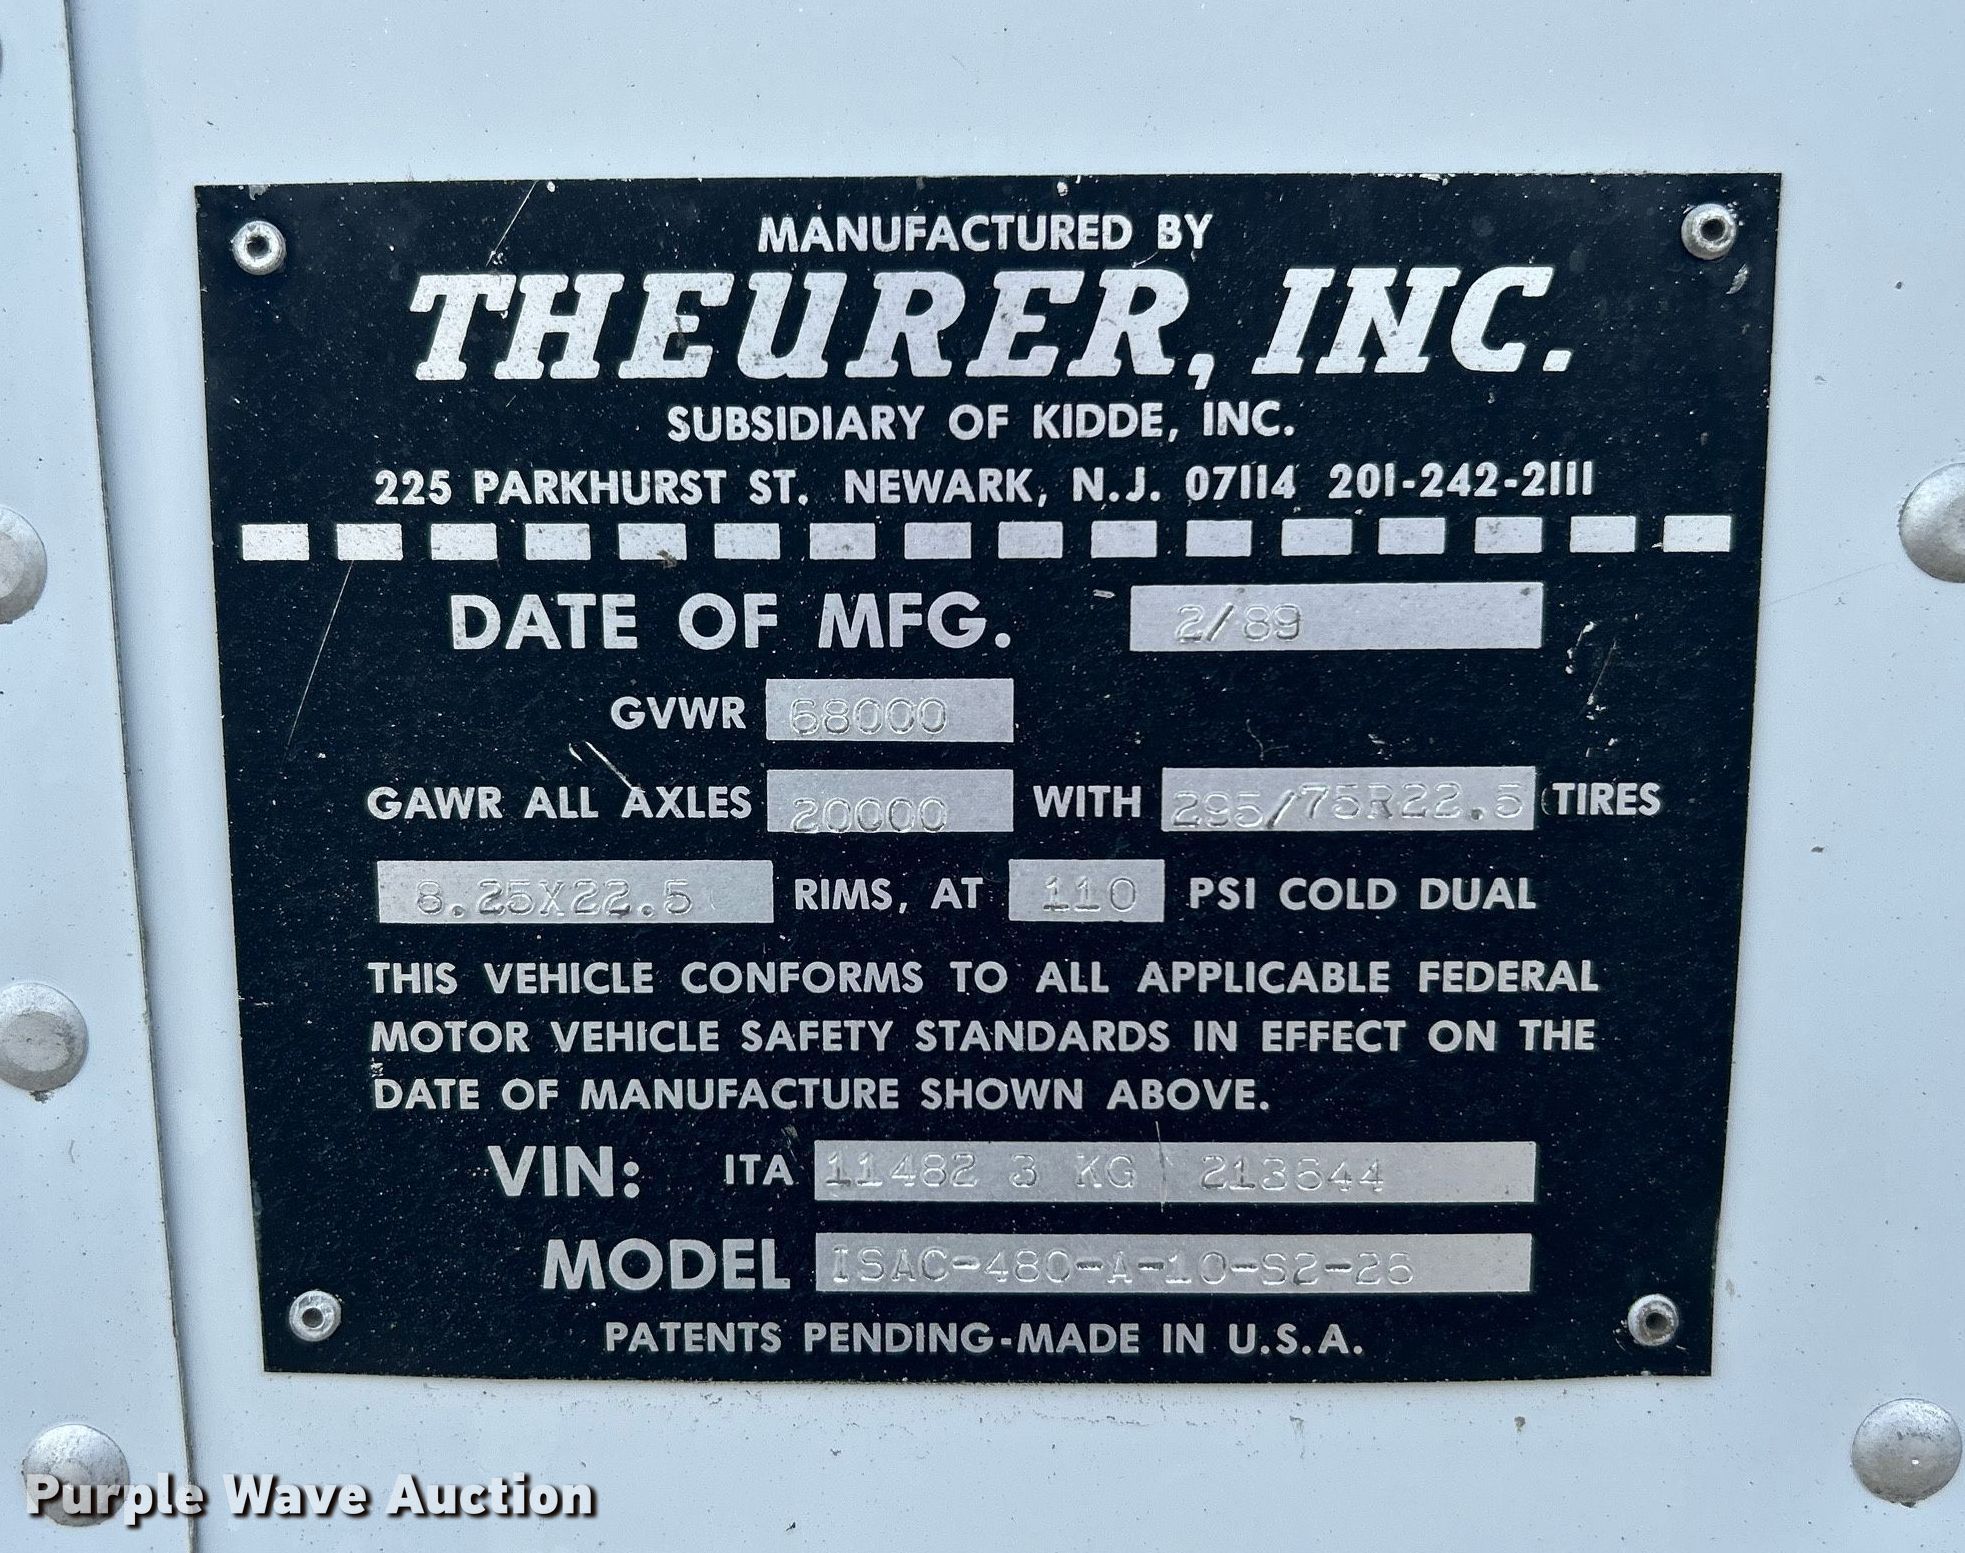 MANUFACTURED BY
THEURER, INC.
SUBSIDIARY OF KIDDE, INC.
225 PARKHURST ST. NEWARK, N.J. 07114 201-242-2111
DATE OF MFG. 2/89
GVWR 68000
GAWR ALL AXLES 20000 WITH 295/75R22.5 TIRES
8.25X22.5 RIMS, AT 110 PSI COLD DUAL
THIS VEHICLE CONFORMS TO ALL APPLICABLE FEDERAL
MOTOR VEHICLE SAFETY STANDARDS IN EFFECT ON THE
DATE OF MANUFACTURE SHOWN ABOVE.
VIN: ITA 11482 3 KG 213644
MODEL ISAC-480-A-10-S2-26
PATENTS PENDING-MADE IN U.S.A.
Purple Wave Auction